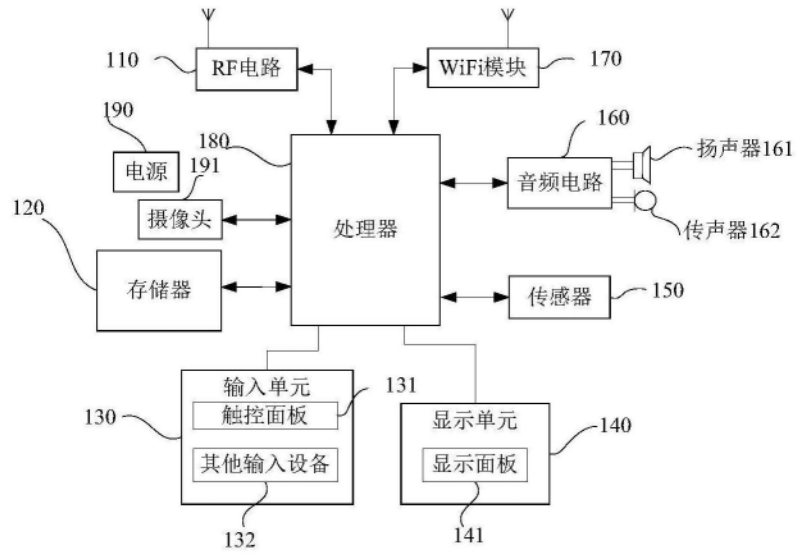 110
RF电路
WiFi模块
170
190
电源
180
191
摄像头
160
音频电路
扬声器161
传声器162
120
存储器
处理器
传感器
150
130
输入单元
131
触控面板
其他输入设备
132
显示单元
140
显示面板
141